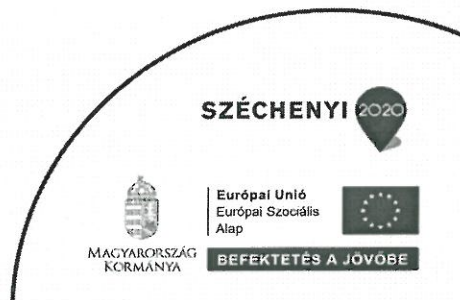 SZÉCHENYI 2020
MAGYARORSZÁG
KORMÁNYA
Európai Unió
Európai Szociális
Alap
BEFEKTETÉS A JÖVŐBE